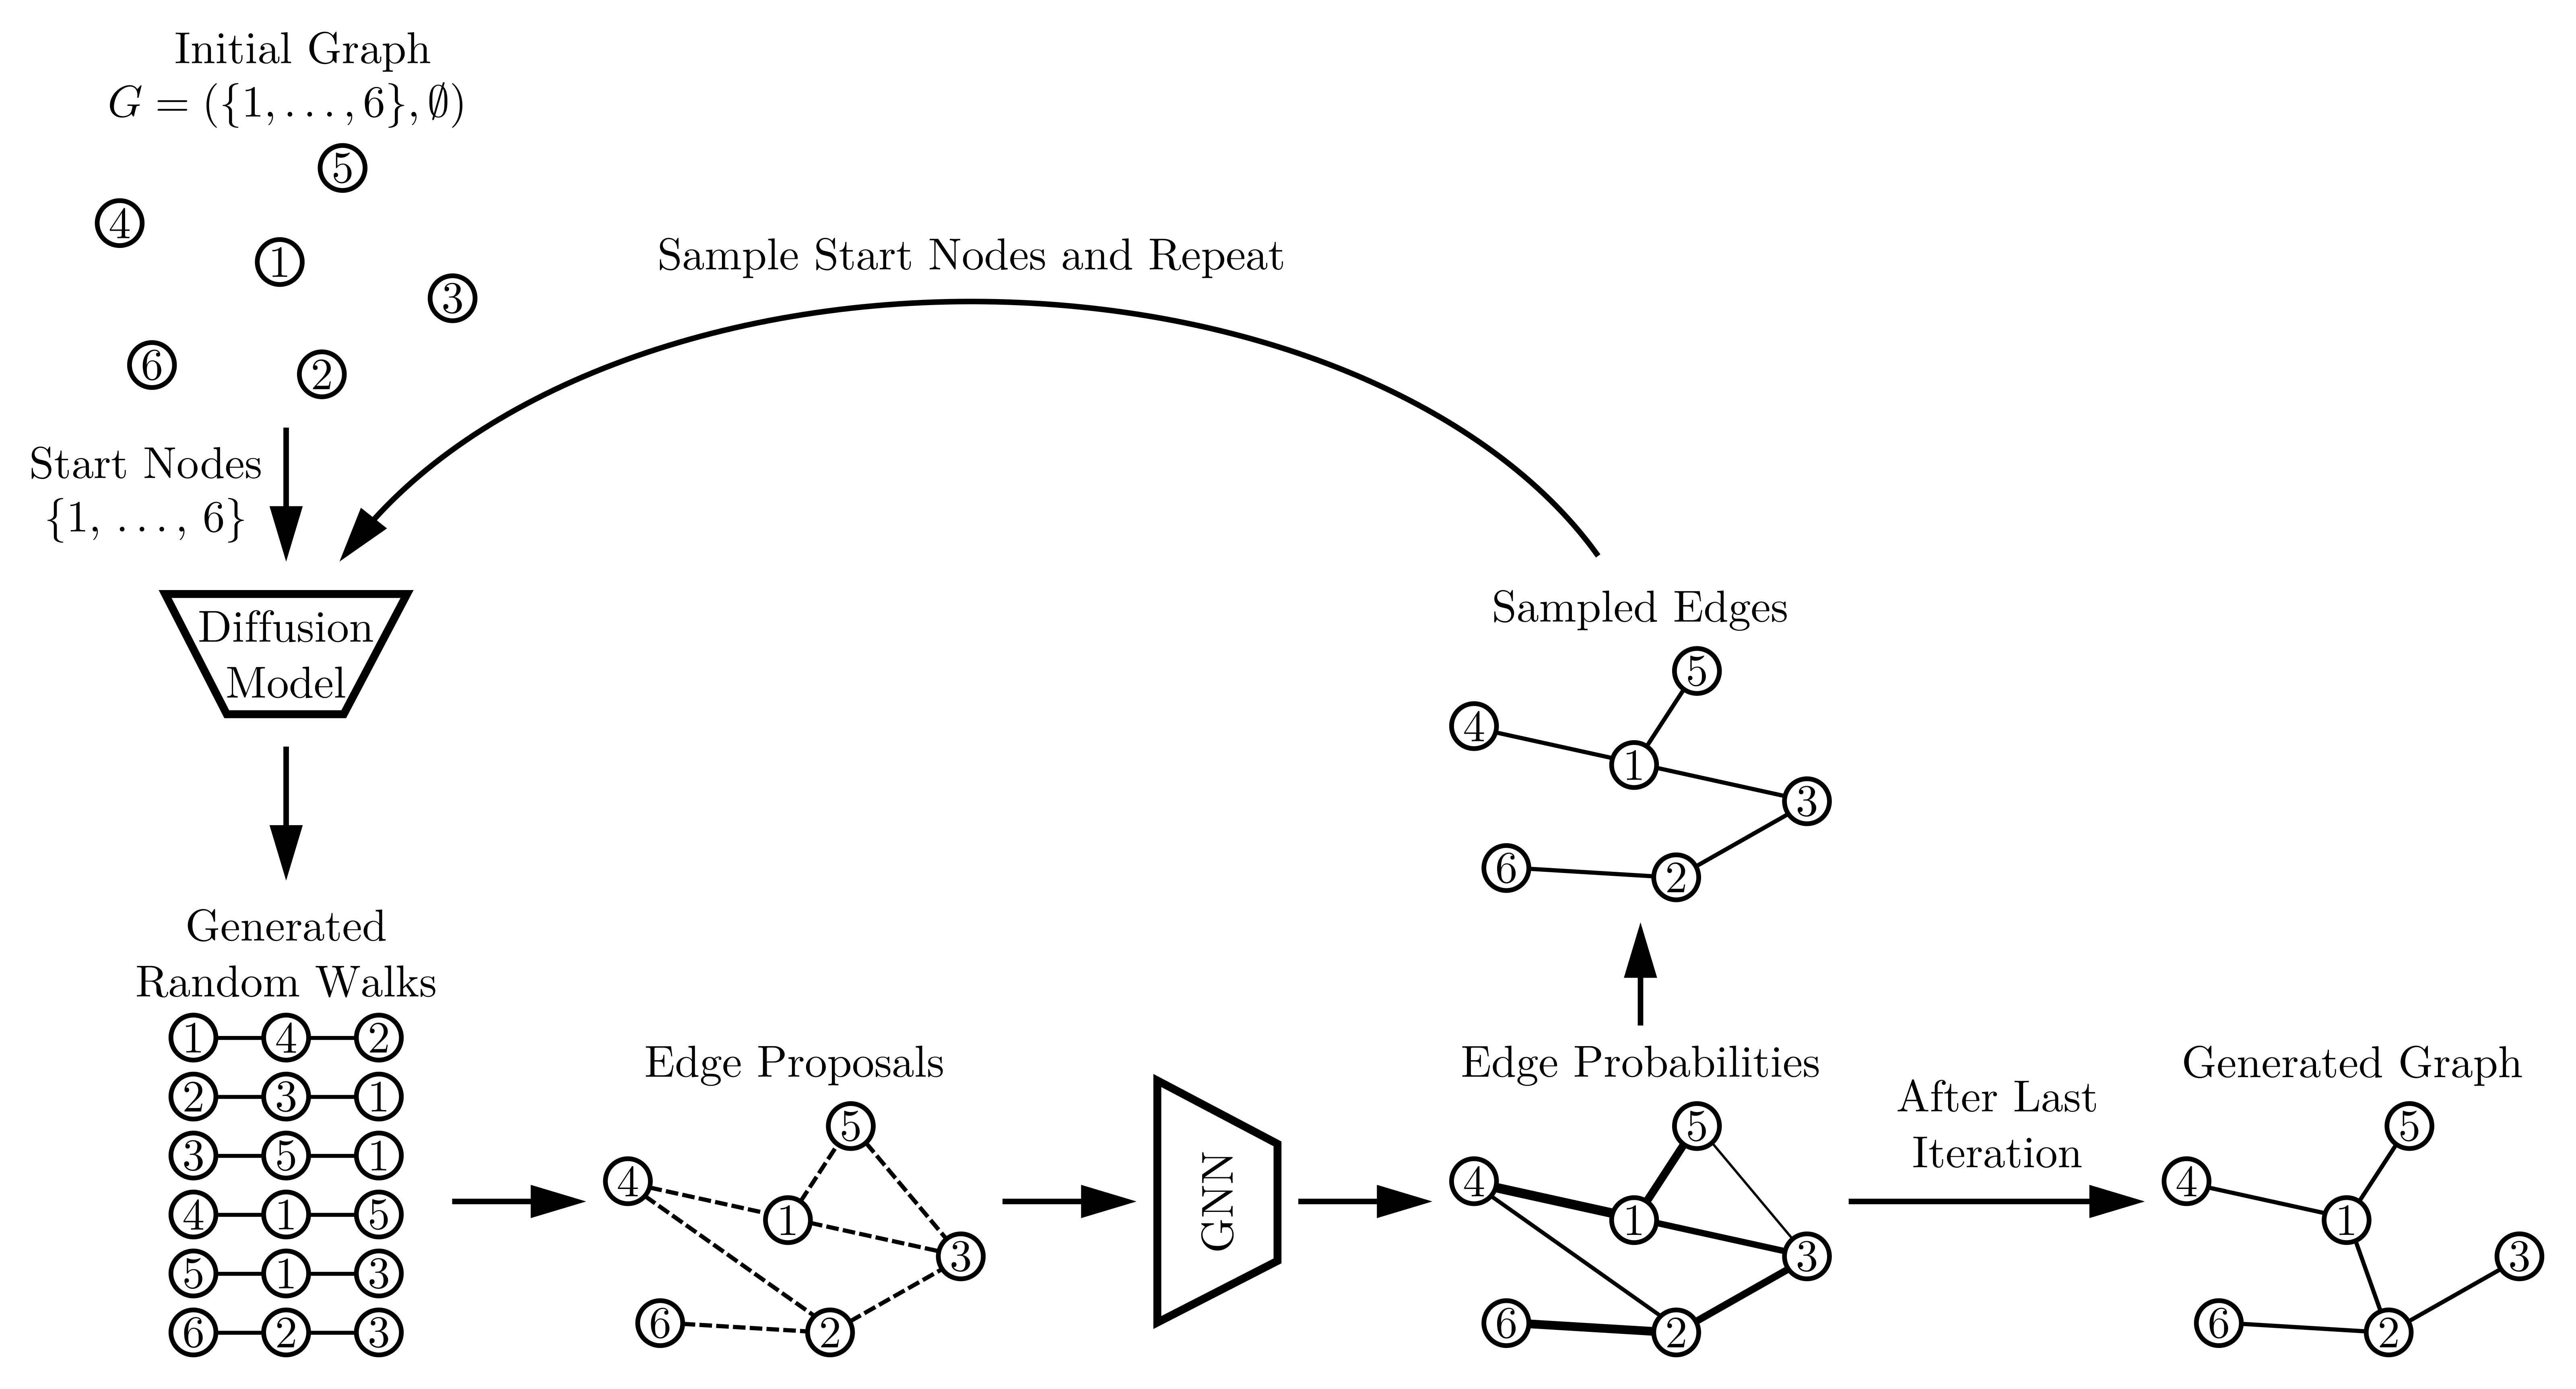 Initial Graph
G = ({1, . . . , 6}, ∅)
5
4
1
3
6
2
Start Nodes
{1, . . . , 6}
Sample Start Nodes and Repeat
Diffusion
Model
Generated
Random Walks
1 4 2
2 3 1
3 5 1
4 1 5
5 1 3
6 2 3
Edge Proposals
5
4
1
3
6
2
GNN
Edge Probabilities
5
4
1
3
6
2
Sampled Edges
5
4
1
3
6
2
After Last
Iteration
Generated Graph
5
4
1
3
6
2